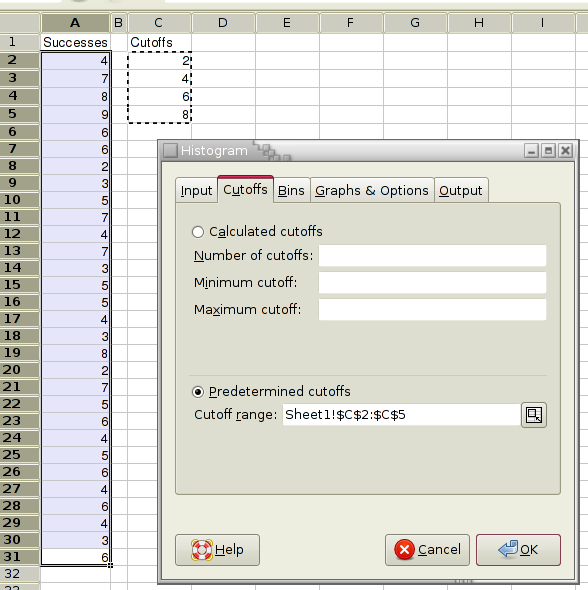 A B C D E F G H I
1 Successes Cutoffs
2 4 2
3 7 4
4 8 6
5 9 8
6 6
7 6
8 2
9 3
10 5
11 7
12 4
13 7
14 3
15 5
16 5
17 4
18 3
19 8
20 2
21 7
22 5
23 6
24 4
25 5
26 6
27 4
28 6
29 4
30 3
31 6
32
Histogram
Input Cutoffs Bins Graphs & Options Output
Calculated cutoffs
Number of cutoffs:
Minimum cutoff:
Maximum cutoff:
Predetermined cutoffs
Cutoff range: Sheet1!$C$2:$C$5
Help Cancel OK